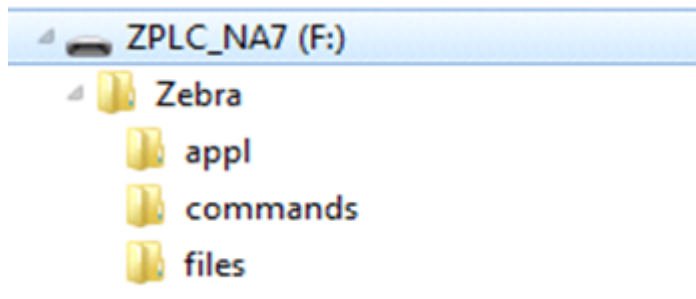 ZPLC_NA7 (F:)
Zebra
appl
commands
files